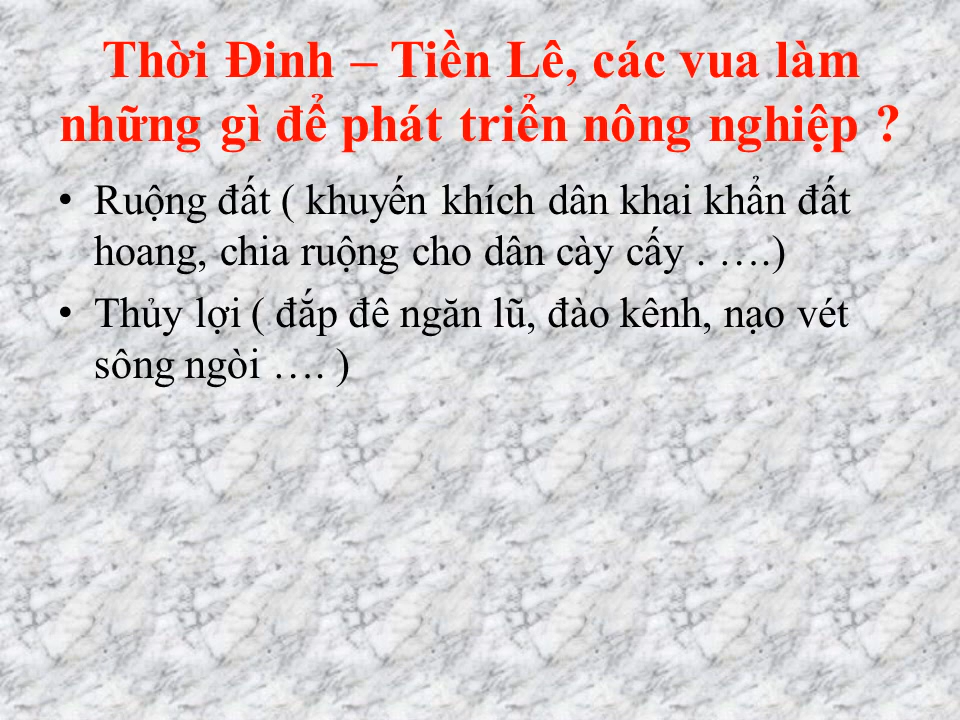 Thời Đinh – Tiền Lê, các vua làm
những gì để phát triển nông nghiệp ?
• Ruộng đất ( khuyến khích dân khai khẩn đất
hoang, chia ruộng cho dân cày cấy . ….)
• Thủy lợi ( đắp đê ngăn lũ, đào kênh, nạo vét
sông ngòi …. )